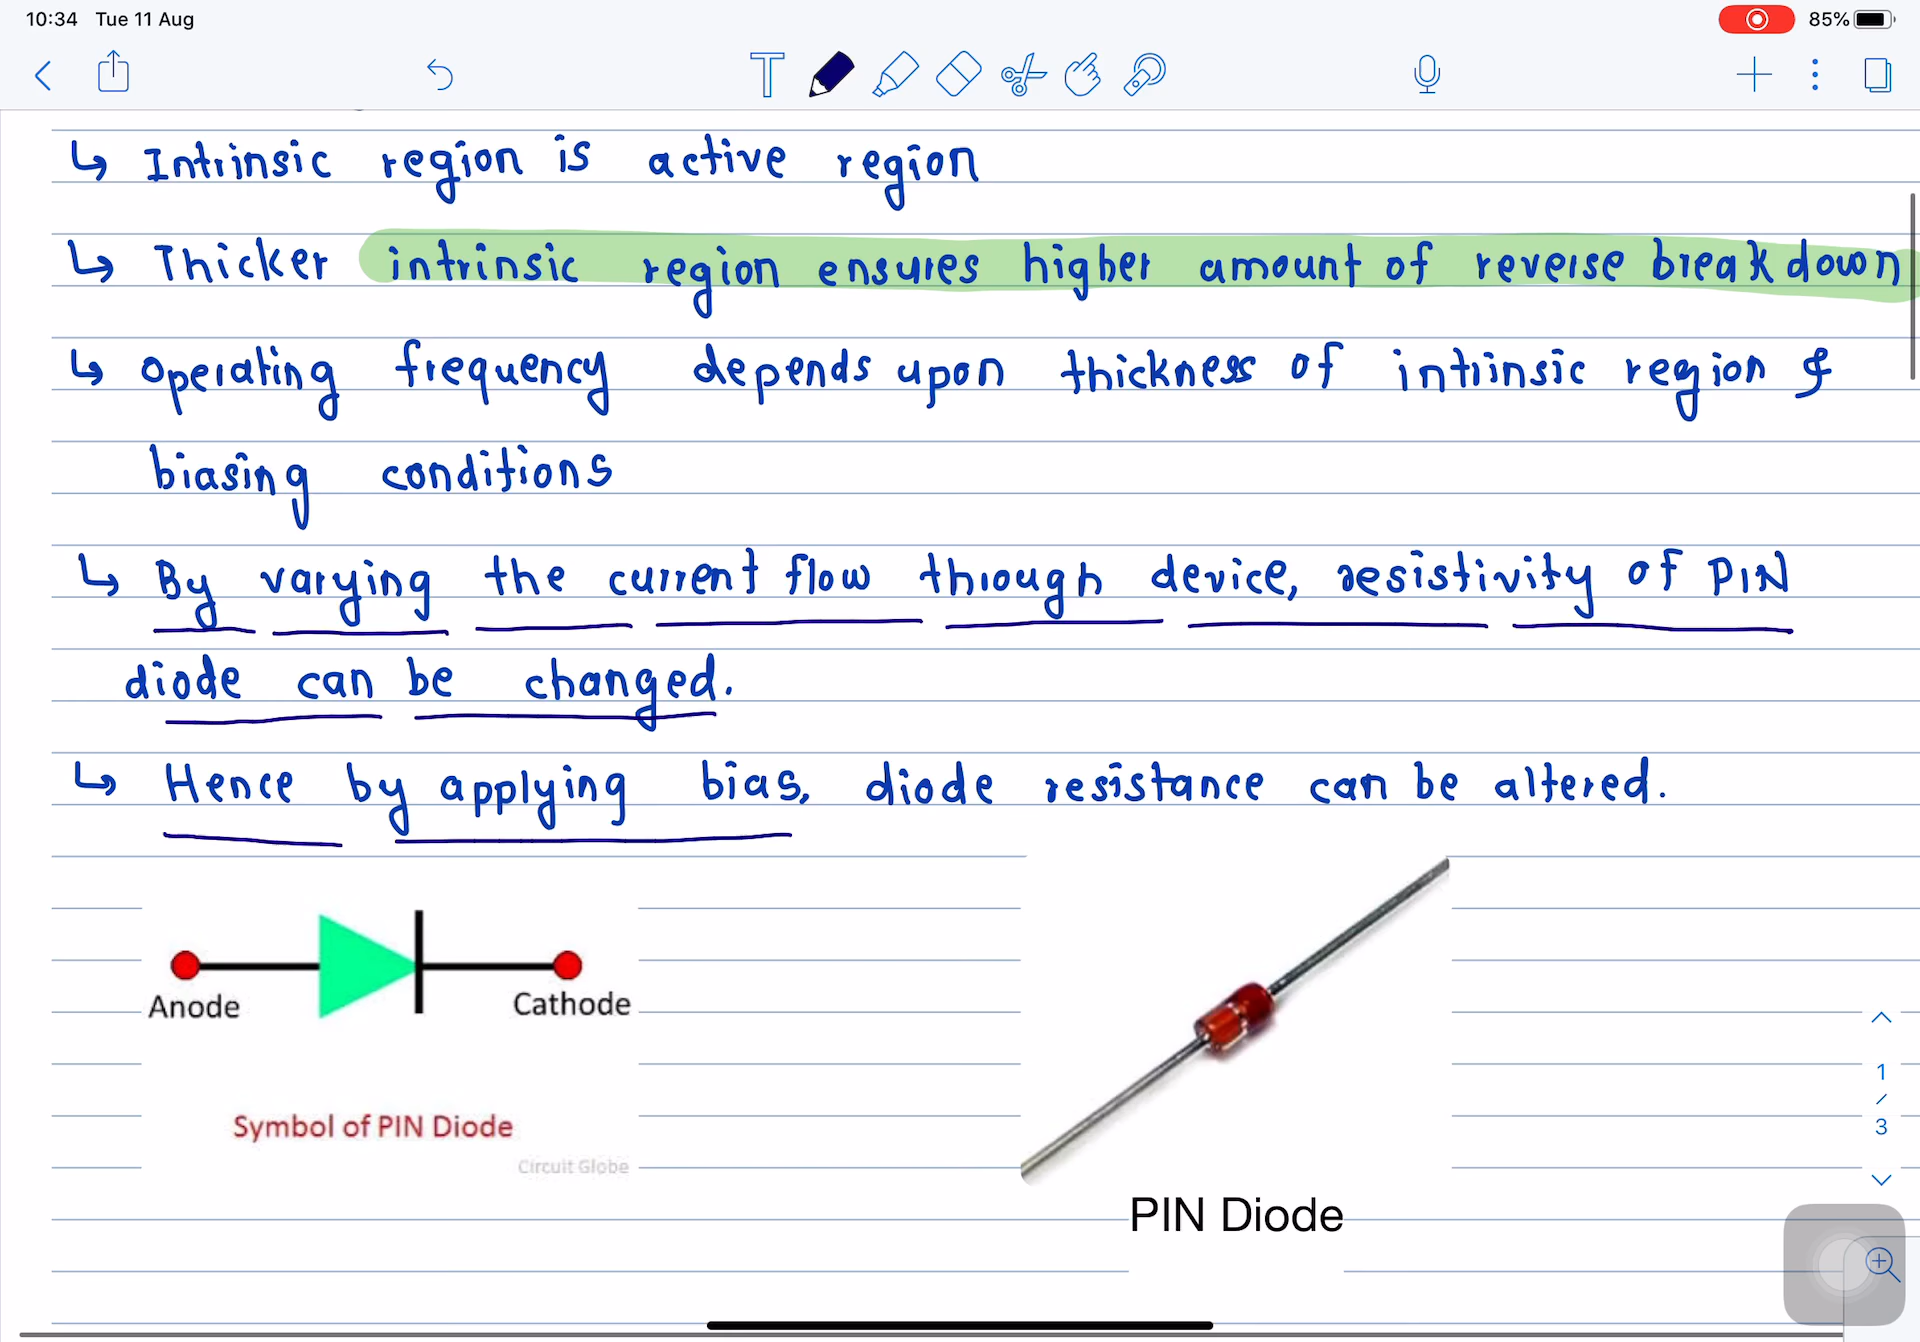 10:34 Tue 11 Aug 85%
↳ Intrinsic region is active region
↳ Thicker intrinsic region ensures higher amount of reverse breakdown
↳ Operating frequency depends upon thickness of intrinsic region &
biasing conditions
↳ By varying the current flow through device, resistivity of PIN
diode can be changed.
↳ Hence by applying bias, diode resistance can be altered.
Anode Cathode
Symbol of PIN Diode
Circuit Globe
PIN Diode
1
/
3